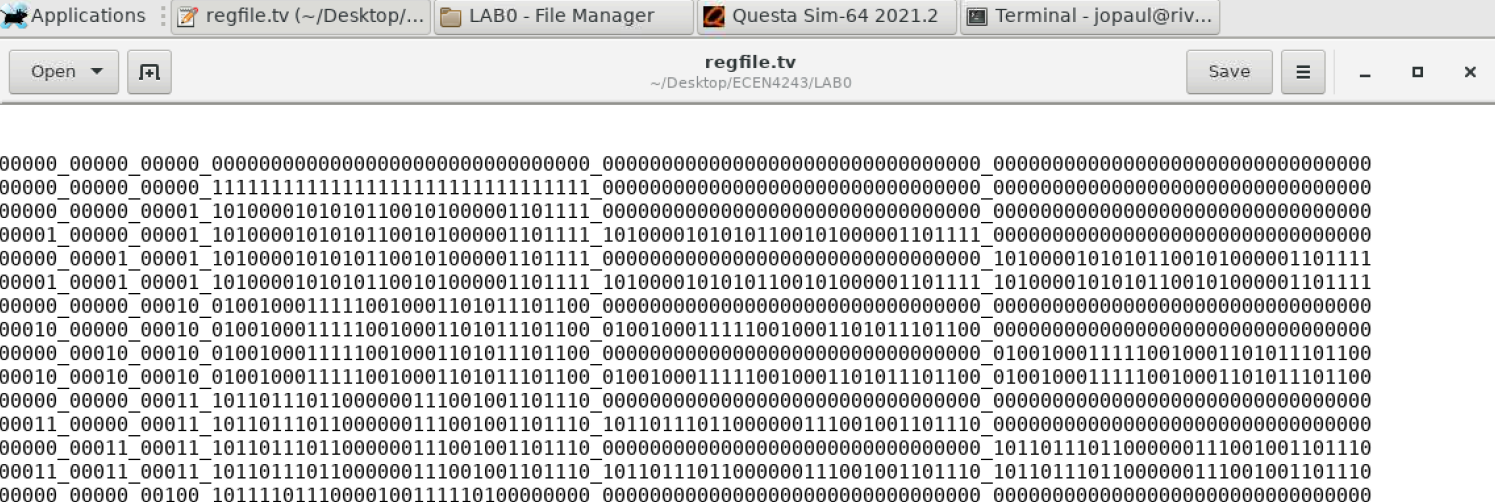 Applications
regfile.tv (~/Desktop/...
LAB0 - File Manager
Questa Sim-64 2021.2
Terminal - jopaul@riv...
Open
regfile.tv
~/Desktop/ECEN4243/LAB0
Save
00000_00000_00000_00000000000000000000000000000000_00000000000000000000000000000000_00000000000000000000000000000000
00000_00000_00000_11111111111111111111111111111111_00000000000000000000000000000000_00000000000000000000000000000000
00000_00000_00001_10100001010101100101000001101111_00000000000000000000000000000000_00000000000000000000000000000000
00001_00000_00001_10100001010101100101000001101111_10100001010101100101000001101111_00000000000000000000000000000000
00000_00001_00001_10100001010101100101000001101111_00000000000000000000000000000000_10100001010101100101000001101111
00001_00001_00001_10100001010101100101000001101111_10100001010101100101000001101111_10100001010101100101000001101111
00000_00000_00010_01001000111110010001101011101100_00000000000000000000000000000000_00000000000000000000000000000000
00010_00000_00010_01001000111110010001101011101100_01001000111110010001101011101100_00000000000000000000000000000000
00000_00010_00010_01001000111110010001101011101100_00000000000000000000000000000000_01001000111110010001101011101100
00010_00010_00010_01001000111110010001101011101100_01001000111110010001101011101100_01001000111110010001101011101100
00000_00000_00011_10110111011000000111001001101110_00000000000000000000000000000000_00000000000000000000000000000000
00011_00000_00011_10110111011000000111001001101110_10110111011000000111001001101110_00000000000000000000000000000000
00000_00011_00011_10110111011000000111001001101110_00000000000000000000000000000000_10110111011000000111001001101110
00011_00011_00011_10110111011000000111001001101110_10110111011000000111001001101110_10110111011000000111001001101110
00000_00000_00100_10111101110000100111110100000000_00000000000000000000000000000000_00000000000000000000000000000000